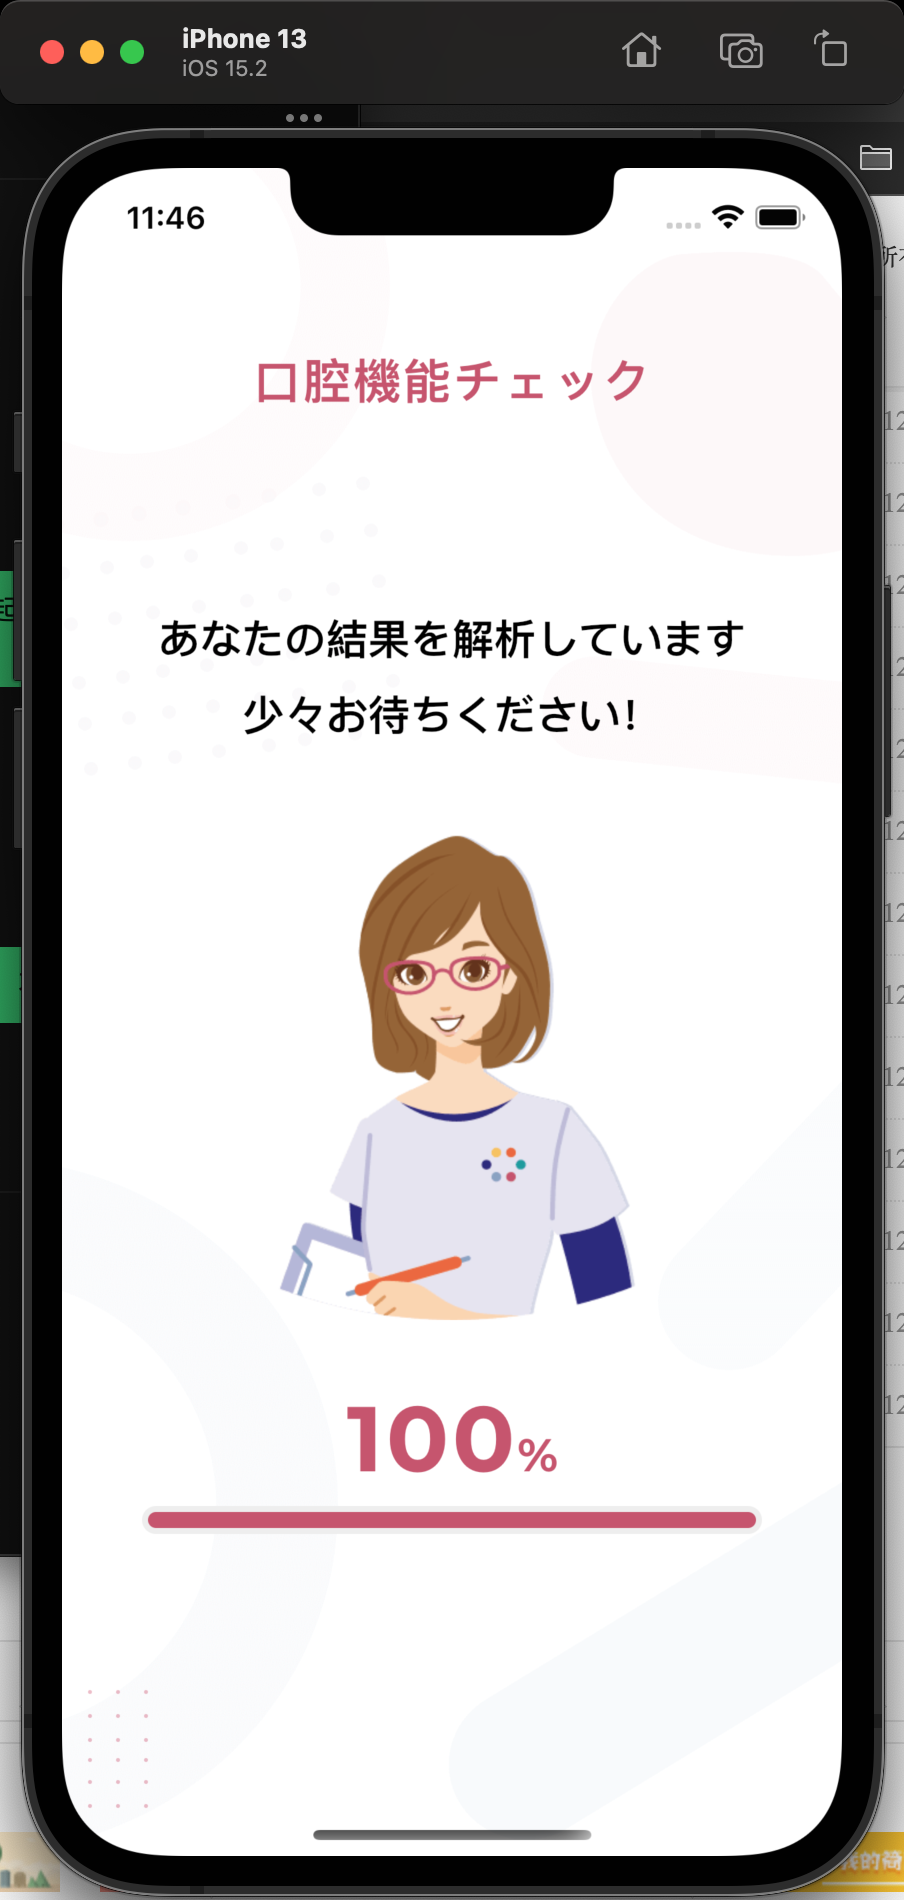 iPhone 13
iOS 15.2
11:46
口腔機能チェック
あなたの結果を解析しています
少々お待ちください!
100%